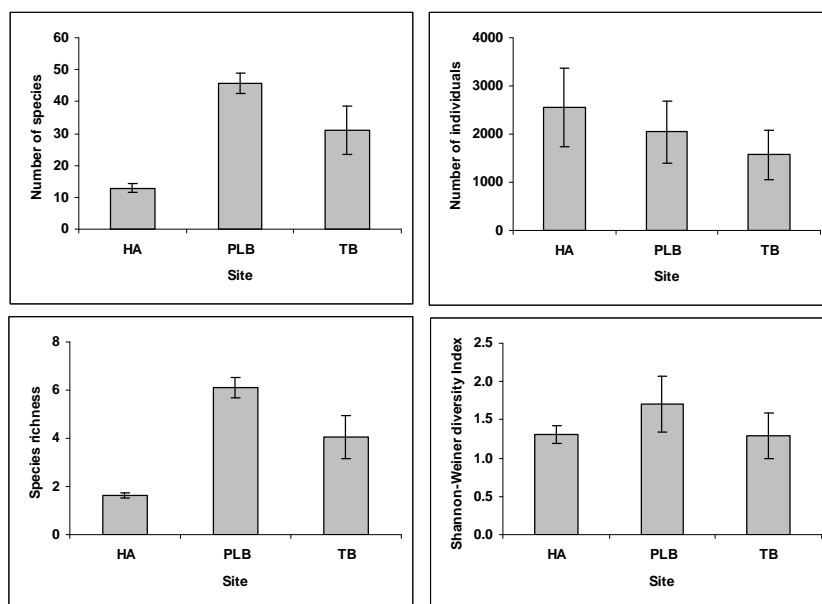 Number of species
60
50
40
30
20
10
0
HA PLB TB
Site
Number of individuals
4000
3000
2000
1000
0
HA PLB TB
Site
Species richness
8
6
4
2
0
HA PLB TB
Site
Shannon-Weiner diversity Index
2.5
2.0
1.5
1.0
0.5
0.0
HA PLB TB
Site